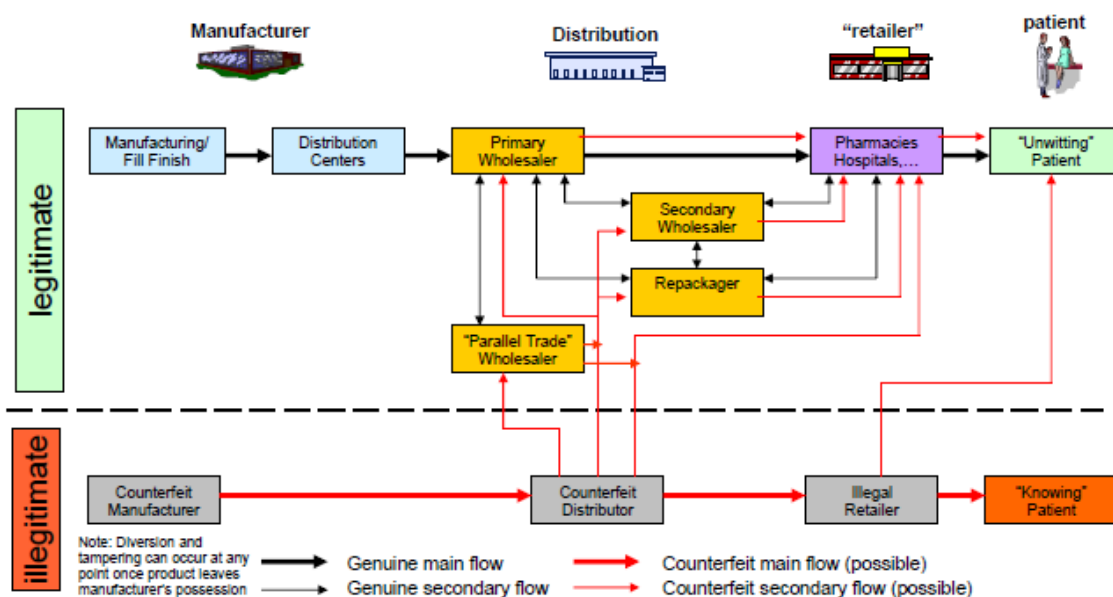 Manufacturer
Distribution
“retailer”
patient
legitimate
Manufacturing/
Fill Finish
Distribution
Centers
Primary
Wholesaler
Pharmacies
Hospitals,…
“Unwitting”
Patient
Secondary
Wholesaler
Repackager
“Parallel Trade”
Wholesaler
illegitimate
Counterfeit
Manufacturer
Counterfeit
Distributor
Illegal
Retailer
“Knowing”
Patient
Note: Diversion and
tampering can occur at any
point once product leaves
manufacturer's possession
Genuine main flow
Genuine secondary flow
Counterfeit main flow (possible)
Counterfeit secondary flow (possible)